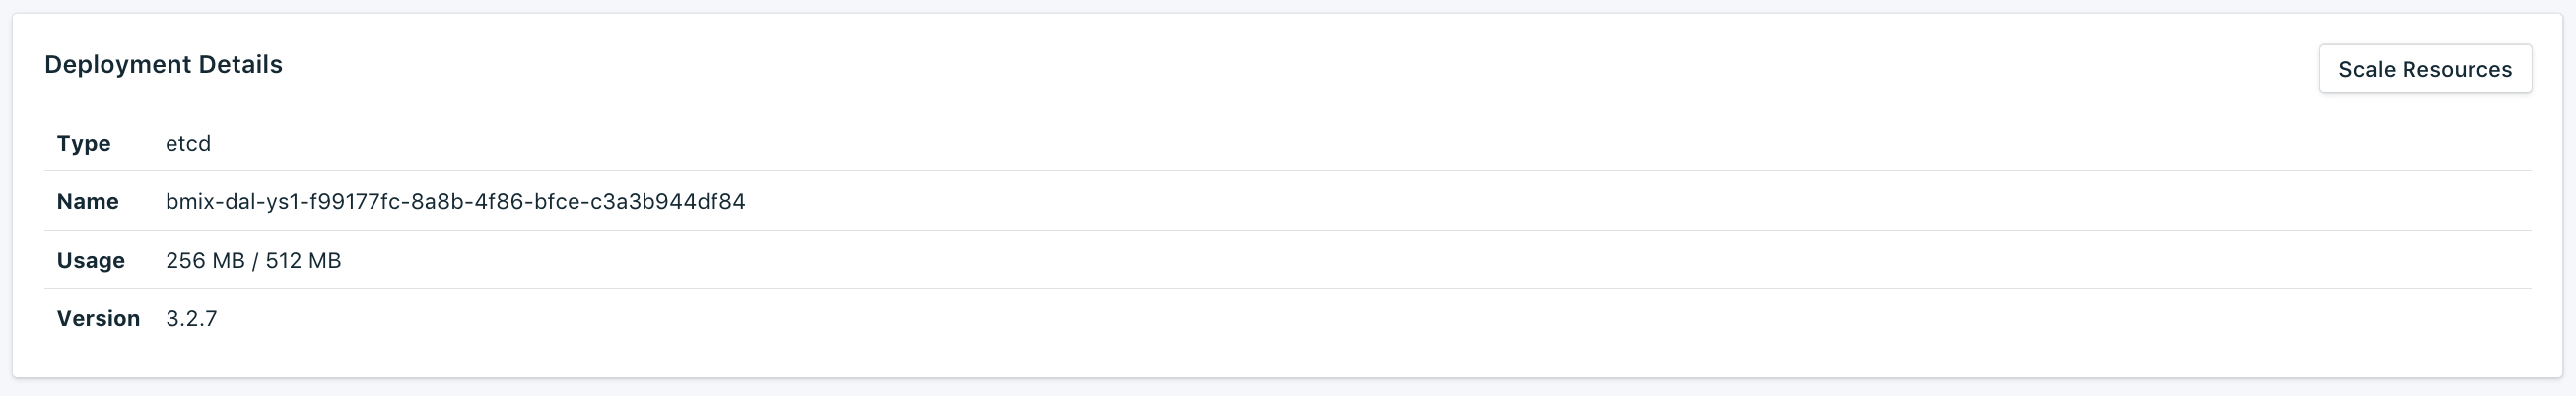 Deployment Details
Scale Resources
Type etcd
Name bmix-dal-ys1-f99177fc-8a8b-4f86-bfce-c3a3b944df84
Usage 256 MB / 512 MB
Version 3.2.7